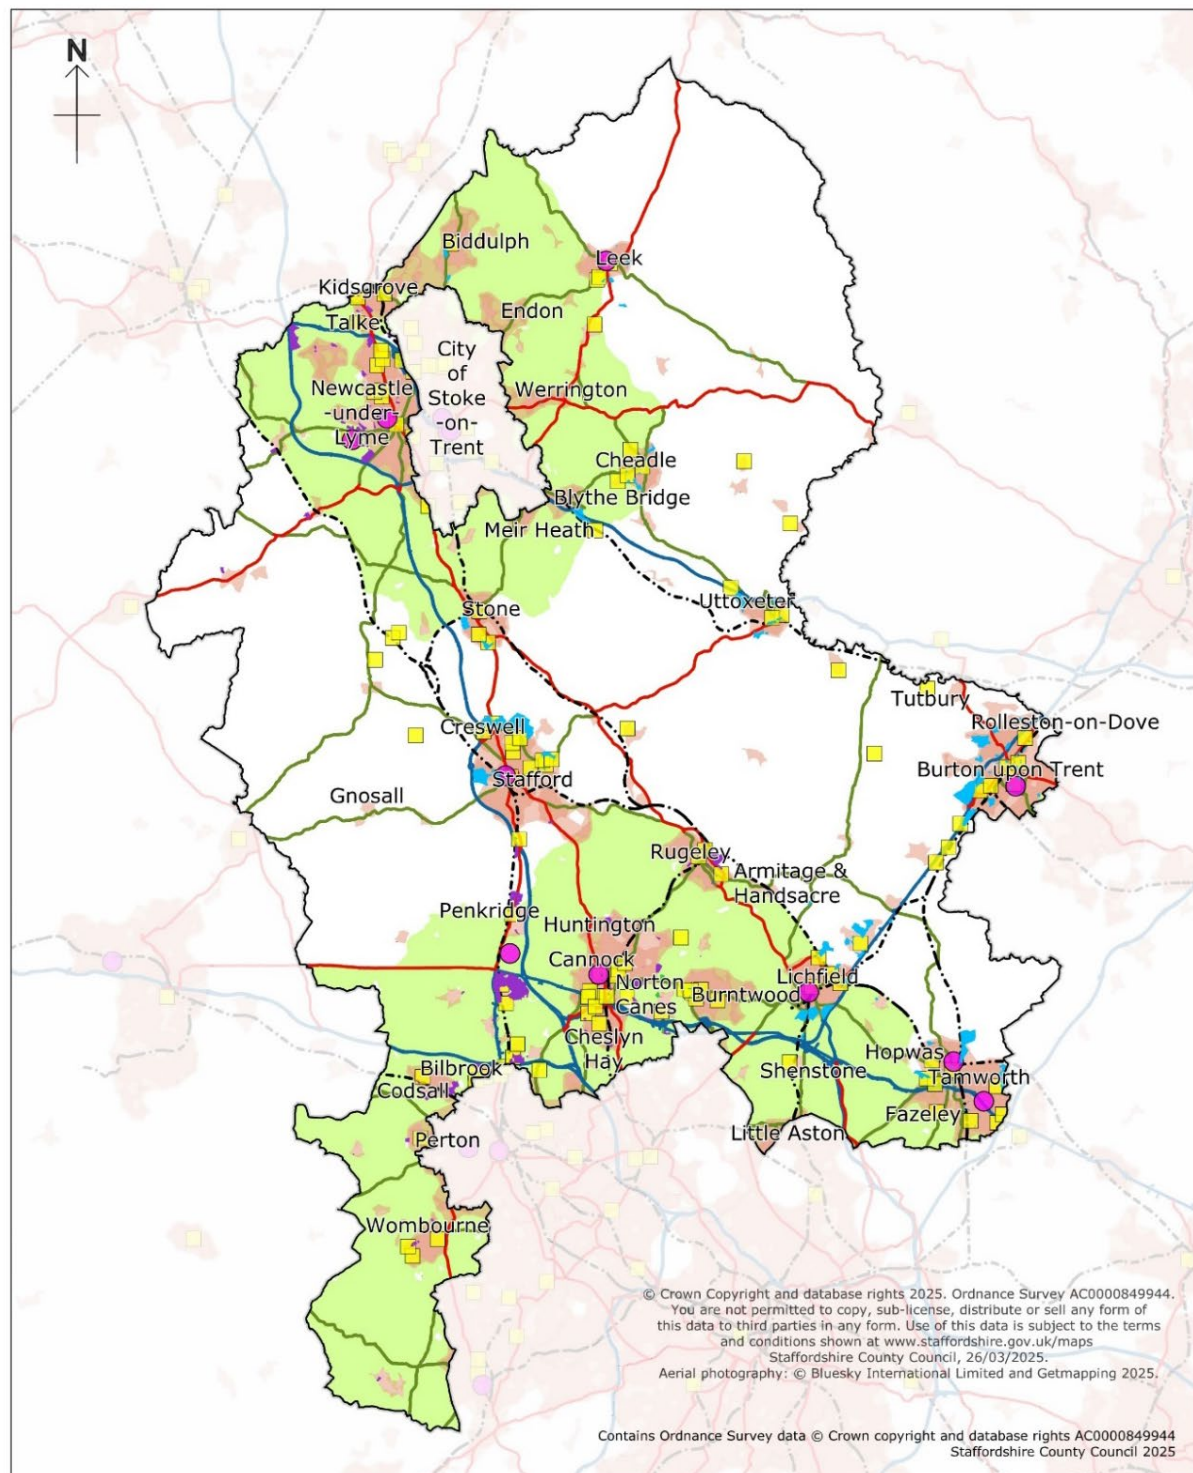 N
Biddulph
Leek
Kidsgrove
Talke
Endon
City
of
Stoke
-on-
Trent
Newcastle
-under-
Lyme
Werrington
Cheadle
Blythe Bridge
Meir Heath
Stone
Uttoxeter
Tutbury
Rolleston-on-Dove
Creswell
Stafford
Burton upon Trent
Gnosall
Rugeley
Armitage &
Handsacre
Penkridge
Huntington
Cannock
Norton
Canes
Burntwood
Lichfield
Cheslyn
Hay
Shenstone
Hopwas
Tamworth
Bilbrook
Codsall
Fazeley
Perton
Little Aston
Wombourne
© Crown Copyright and database rights 2025. Ordnance Survey AC0000849944.
You are not permitted to copy, sub-license, distribute or sell any form of
this data to third parties in any form. Use of this data is subject to the terms
and conditions shown at www.staffordshire.gov.uk/maps
Staffordshire County Council, 26/03/2025.
Aerial photography: © Bluesky International Limited and Getmapping 2025.
Contains Ordnance Survey data © Crown copyright and database rights AC0000849944
Staffordshire County Council 2025